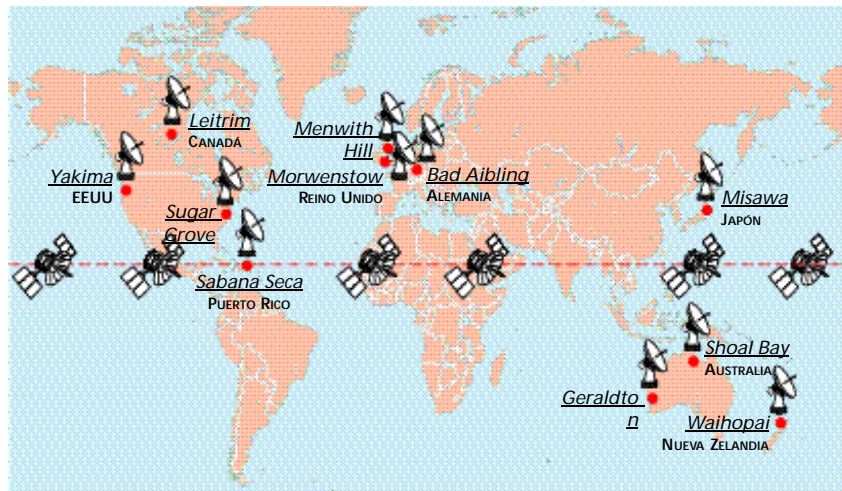 Leitrim
CANADÁ
Menwith
Hill
Yakima
EEUU
Morwenstow
REINO UNIDO
Bad Aibling
ALEMANIA
Misawa
JAPÓN
Sugar
Grove
Sabana Seca
PUERTO RICO
Shoal Bay
AUSTRALIA
Geraldto
n
Waihopai
NUEVA ZELANDIA